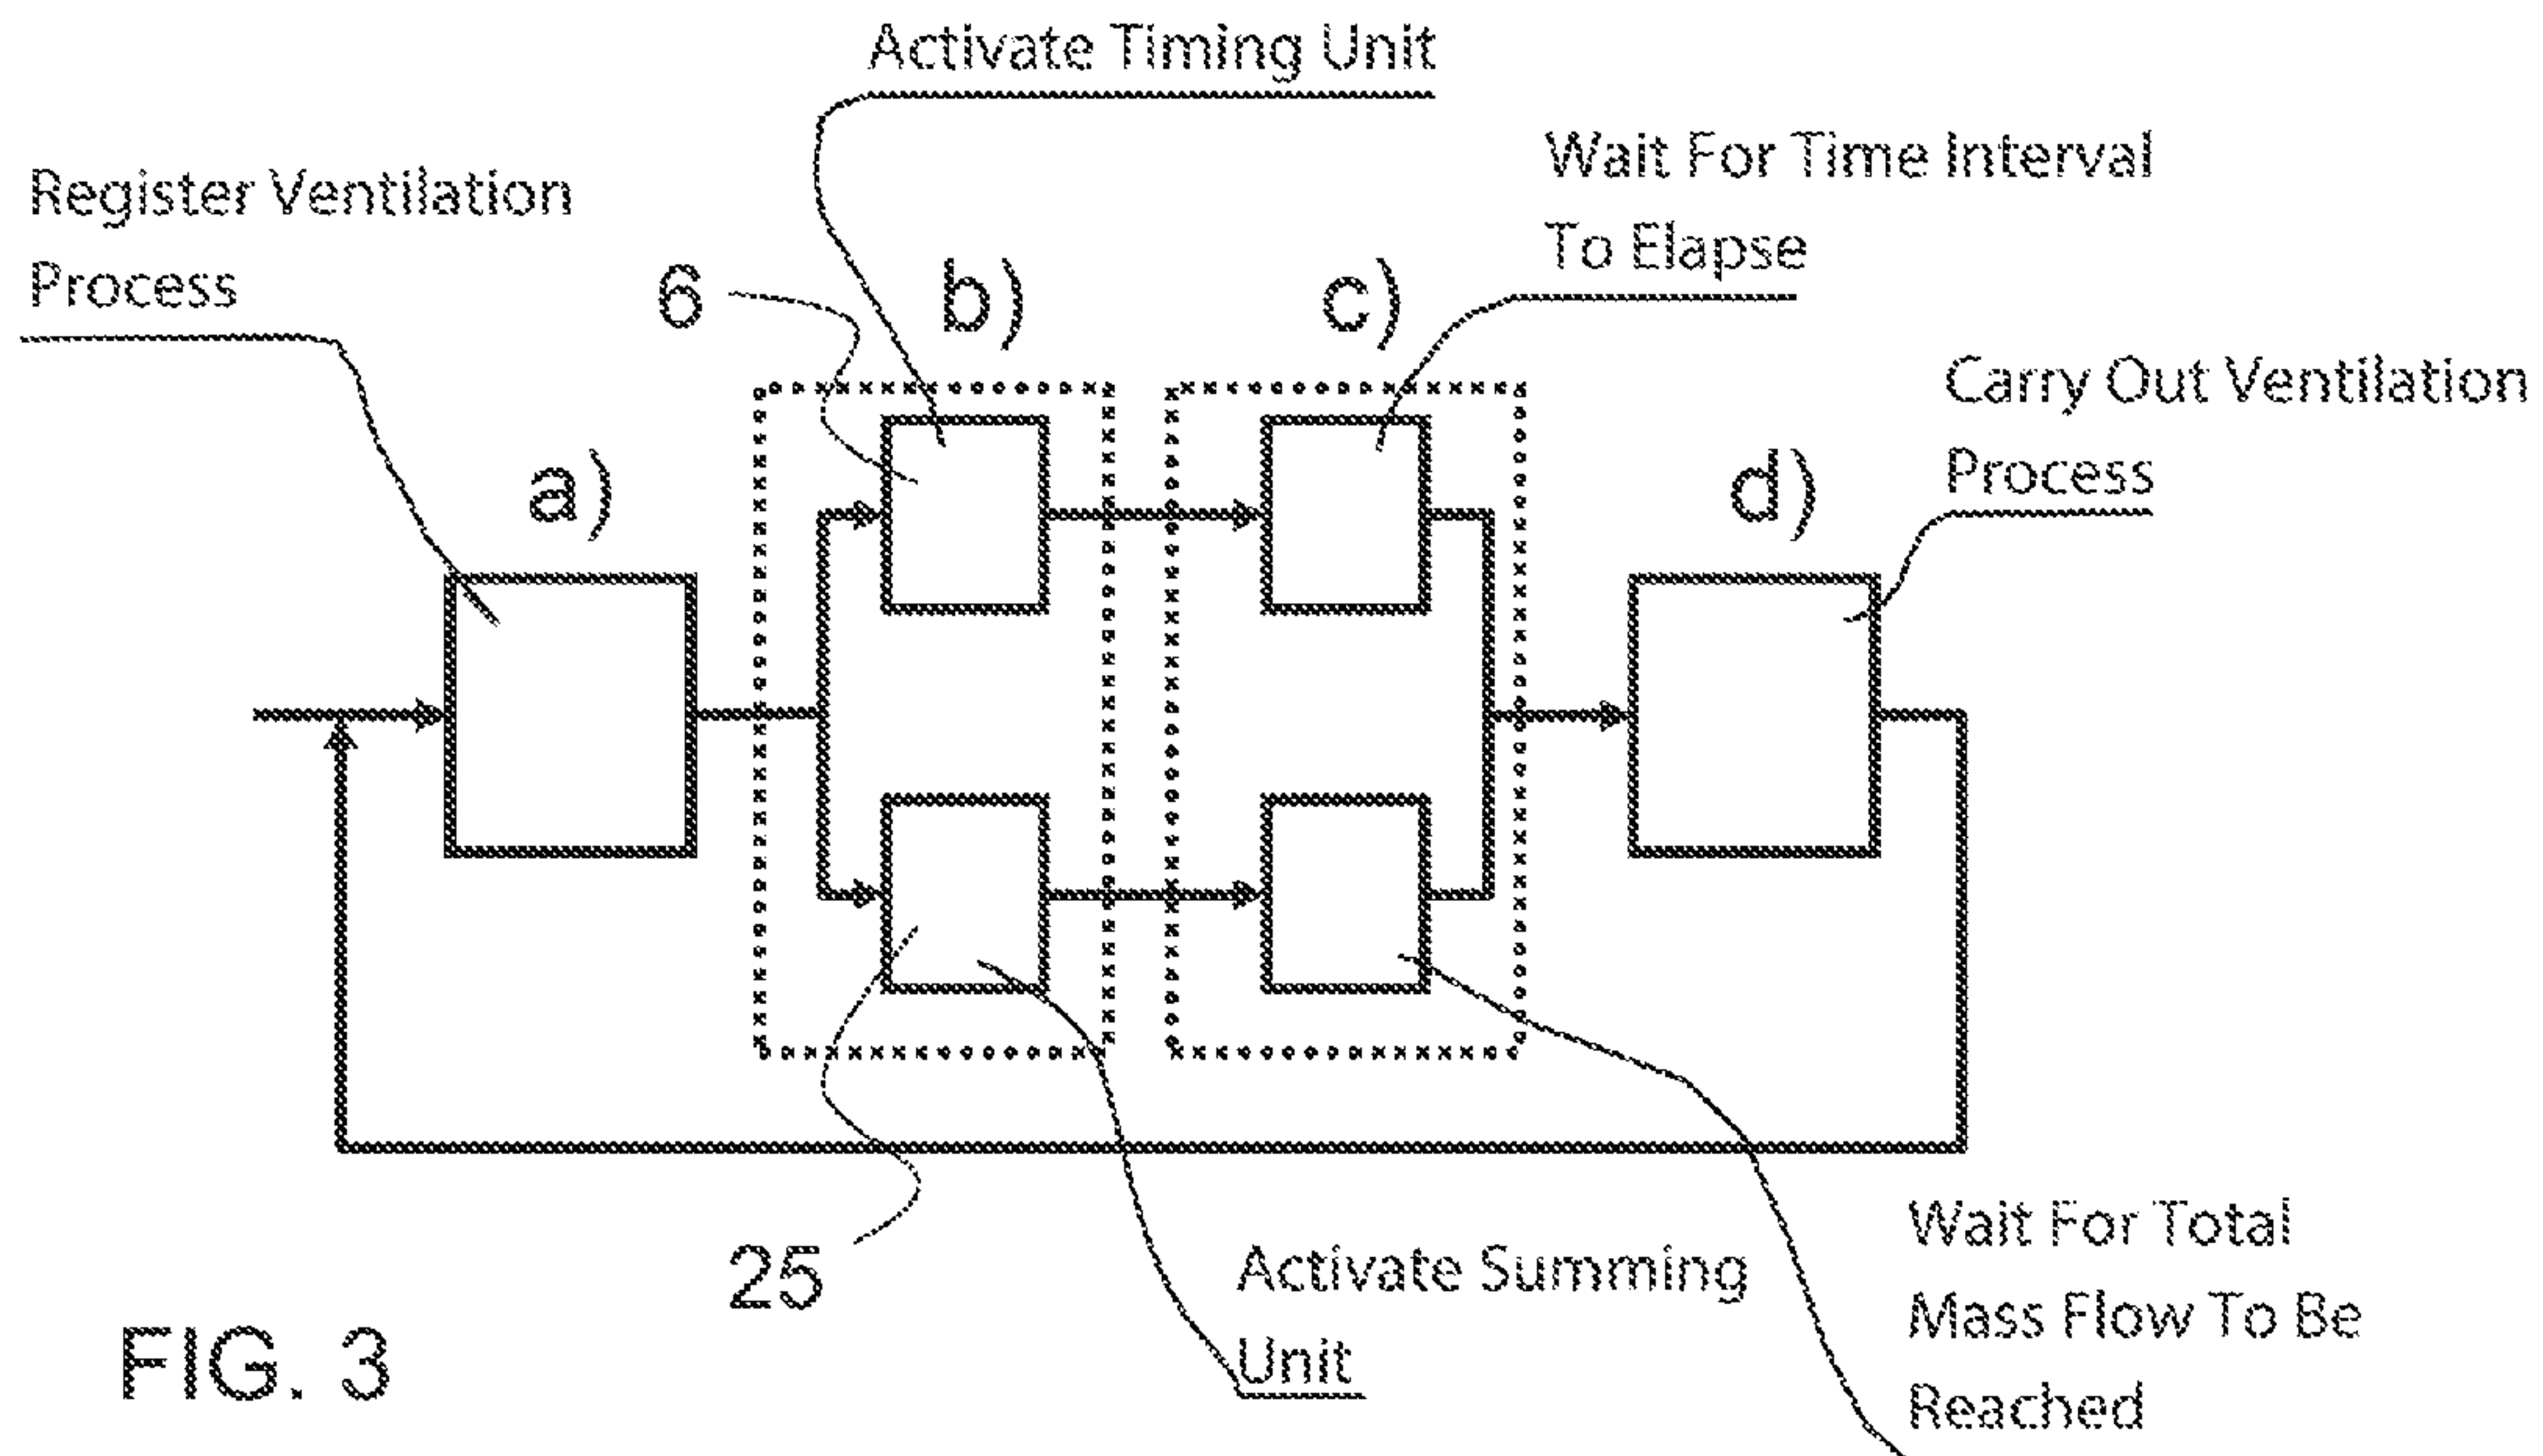 Activate Timing Unit
Wait For Time Interval
To Elapse
Register Ventilation
Process
6
b)
c)
Carry Out Ventilation
Process
a)
d)
25
Activate Summing
Unit
Wait For Total
Mass Flow To Be
Reached
FIG. 3